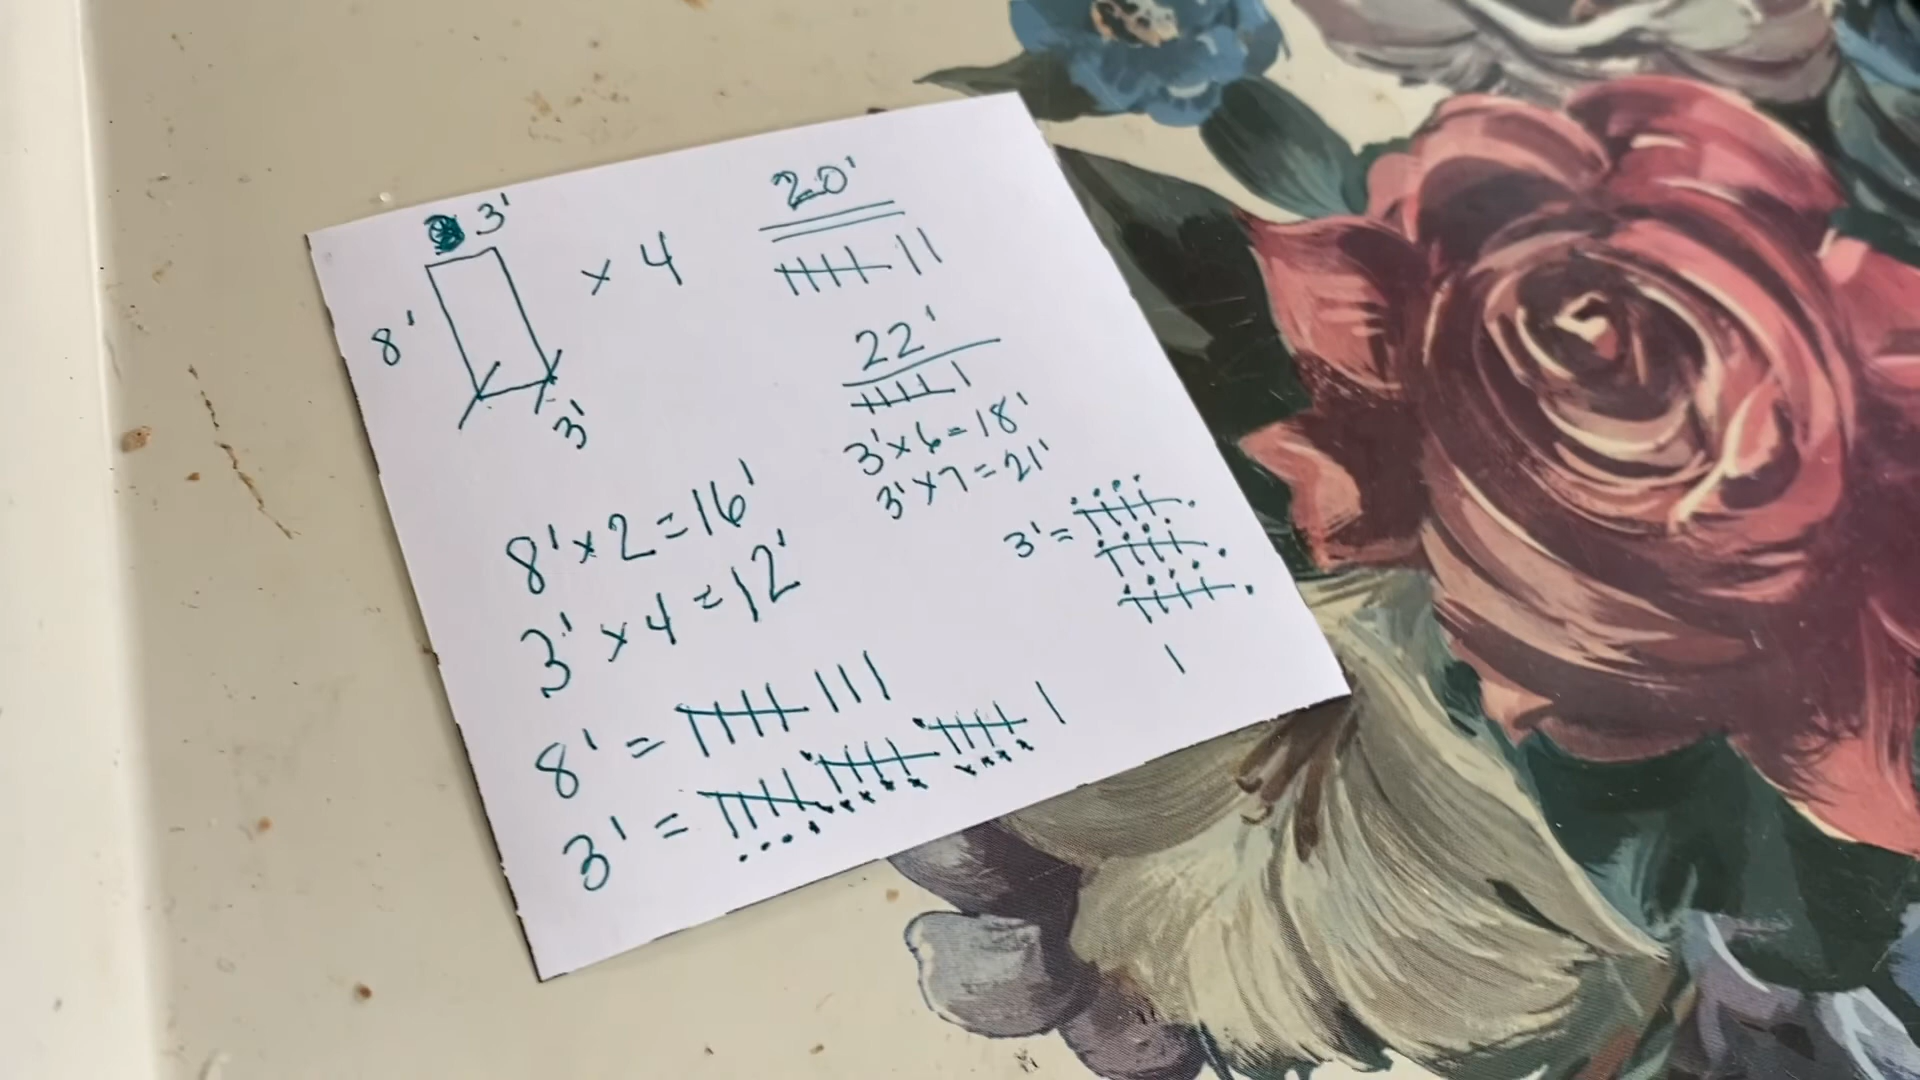 3'
8'
3'
× 4
20'
22'
3' × 6 = 18'
3' × 7 = 21'
3' =
8' × 2 = 16'
3' × 4 = 12'
8' =
3' =